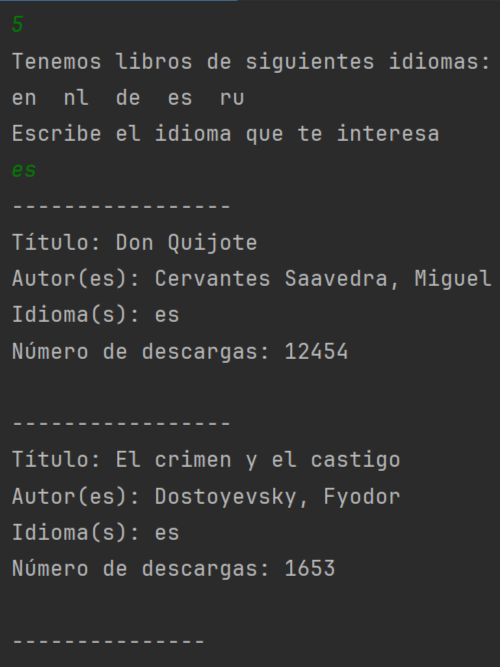 5
Tenemos libros de siguientes idiomas:
en  nl  de  es  ru
Escribe el idioma que te interesa
es
-----------------
Título: Don Quijote
Autor(es): Cervantes Saavedra, Miguel
Idioma(s): es
Número de descargas: 12454
-----------------
Título: El crimen y el castigo
Autor(es): Dostoyevsky, Fyodor
Idioma(s): es
Número de descargas: 1653
---------------